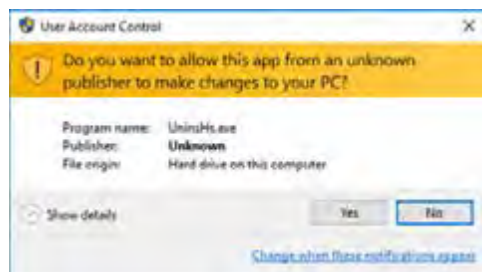 User Account Control
Do you want to allow this app from an unknown
publisher to make changes to your PC?
Program name: UninsHs.exe
Publisher: Unknown
File origin: Hard drive on this computer
Show details
Yes
No
Change when these notifications appear